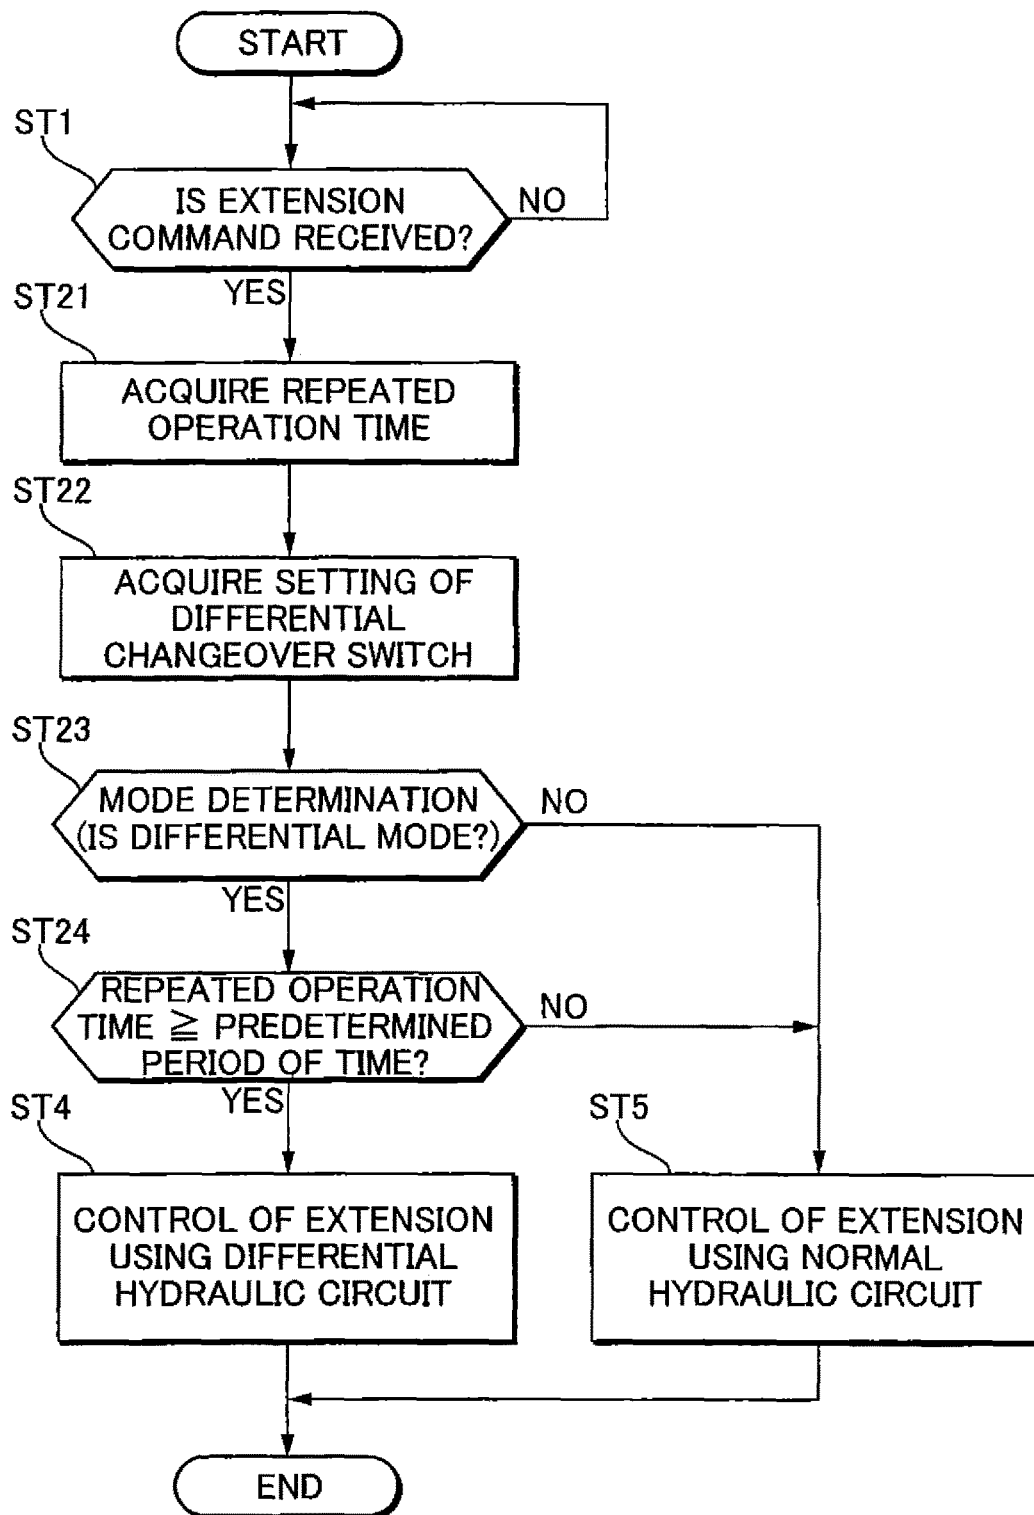 START
ST1
IS EXTENSION
COMMAND RECEIVED?
NO
YES
ST21
ACQUIRE REPEATED
OPERATION TIME
ST22
ACQUIRE SETTING OF
DIFFERENTIAL
CHANGEOVER SWITCH
ST23
MODE DETERMINATION
(IS DIFFERENTIAL MODE?)
NO
YES
ST24
REPEATED OPERATION
TIME ≧ PREDETERMINED
PERIOD OF TIME?
NO
YES
ST4
CONTROL OF EXTENSION
USING DIFFERENTIAL
HYDRAULIC CIRCUIT
ST5
CONTROL OF EXTENSION
USING NORMAL
HYDRAULIC CIRCUIT
END